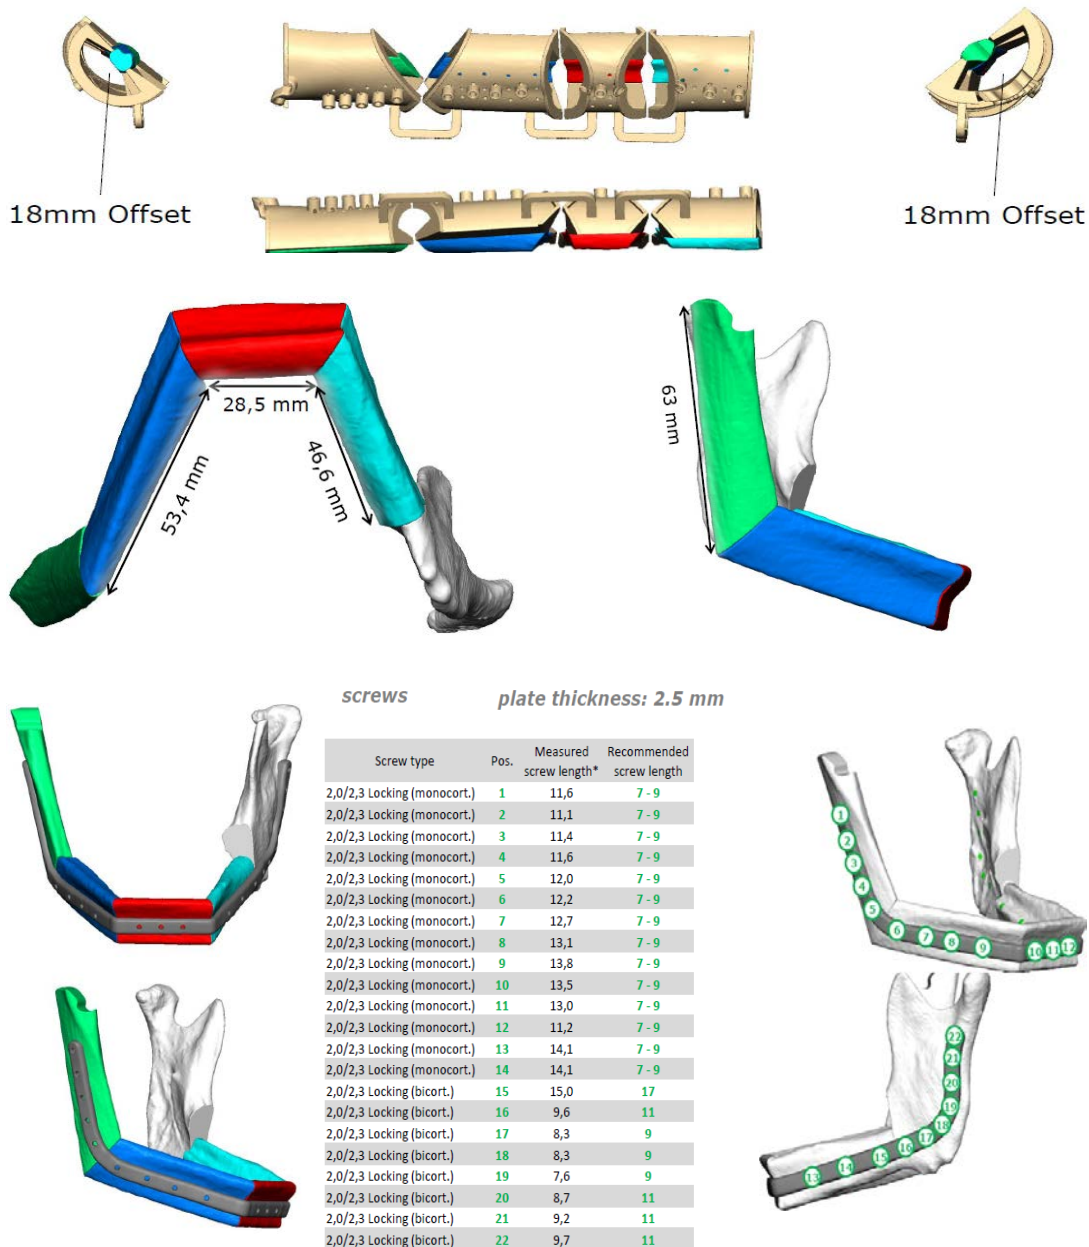 18mm Offset
18mm Offset
28,5 mm
53,4 mm
46,6 mm
63 mm
screws
plate thickness: 2.5 mm
Screw type Pos. Measured screw length* Recommended screw length
2,0/2,3 Locking (monocort.) 1 11,6 7 - 9
2,0/2,3 Locking (monocort.) 2 11,1 7 - 9
2,0/2,3 Locking (monocort.) 3 11,4 7 - 9
2,0/2,3 Locking (monocort.) 4 11,6 7 - 9
2,0/2,3 Locking (monocort.) 5 12,0 7 - 9
2,0/2,3 Locking (monocort.) 6 12,2 7 - 9
2,0/2,3 Locking (monocort.) 7 12,7 7 - 9
2,0/2,3 Locking (monocort.) 8 13,1 7 - 9
2,0/2,3 Locking (monocort.) 9 13,8 7 - 9
2,0/2,3 Locking (monocort.) 10 13,5 7 - 9
2,0/2,3 Locking (monocort.) 11 13,0 7 - 9
2,0/2,3 Locking (monocort.) 12 11,2 7 - 9
2,0/2,3 Locking (monocort.) 13 14,1 7 - 9
2,0/2,3 Locking (monocort.) 14 14,1 7 - 9
2,0/2,3 Locking (bicort.) 15 15,0 17
2,0/2,3 Locking (bicort.) 16 9,6 11
2,0/2,3 Locking (bicort.) 17 8,3 9
2,0/2,3 Locking (bicort.) 18 8,3 9
2,0/2,3 Locking (bicort.) 19 7,6 9
2,0/2,3 Locking (bicort.) 20 8,7 11
2,0/2,3 Locking (bicort.) 21 9,2 11
2,0/2,3 Locking (bicort.) 22 9,7 11
1
2
3
4
5
6
7
8
9
10
11
12
22
21
20
19
18
17
16
15
14
13